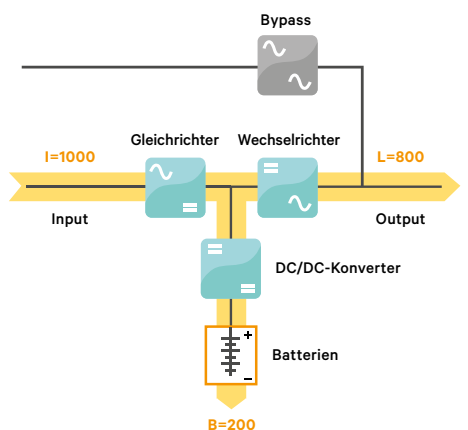 Bypass
Gleichrichter
Wechselrichter
I=1000
L=800
Input
Output
DC/DC-Konverter
Batterien
B=200